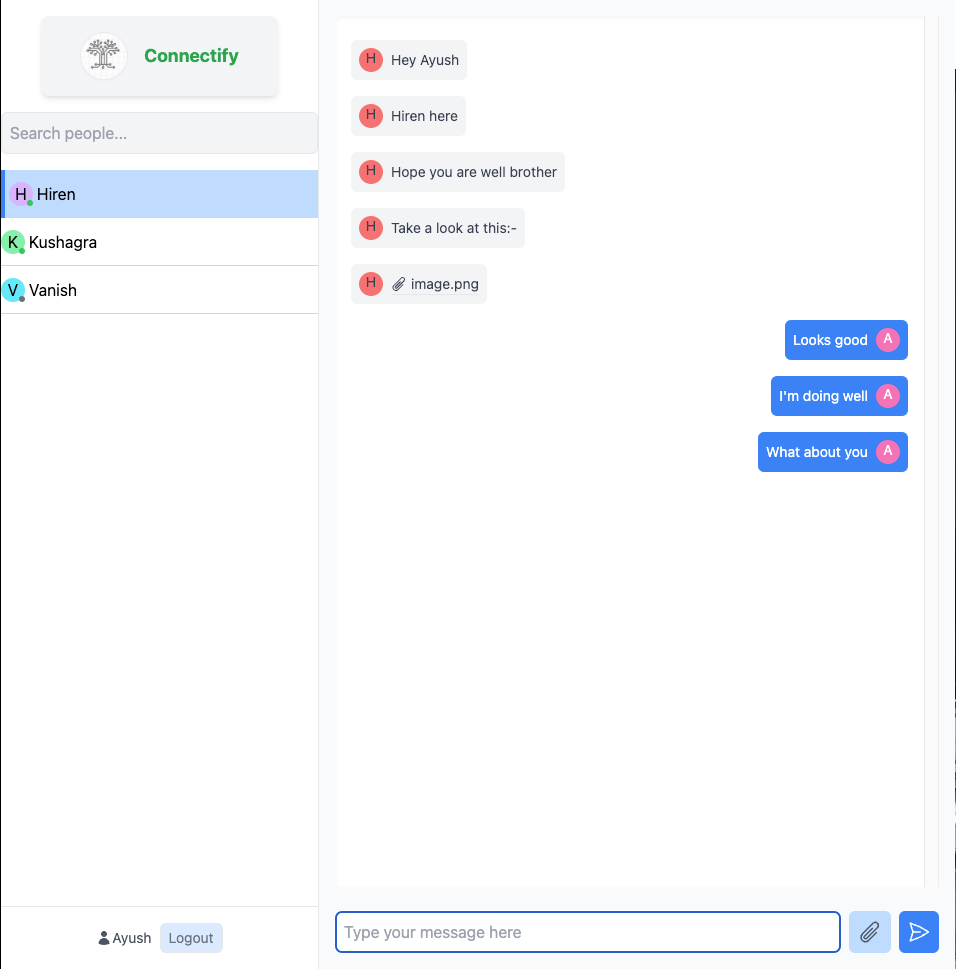 Connectify
Search people...
H Hiren
K Kushagra
V Vanish
Ayush Logout
H Hey Ayush
H Hiren here
H Hope you are well brother
H Take a look at this:-
H image.png
Looks good A
I'm doing well A
What about you A
Type your message here